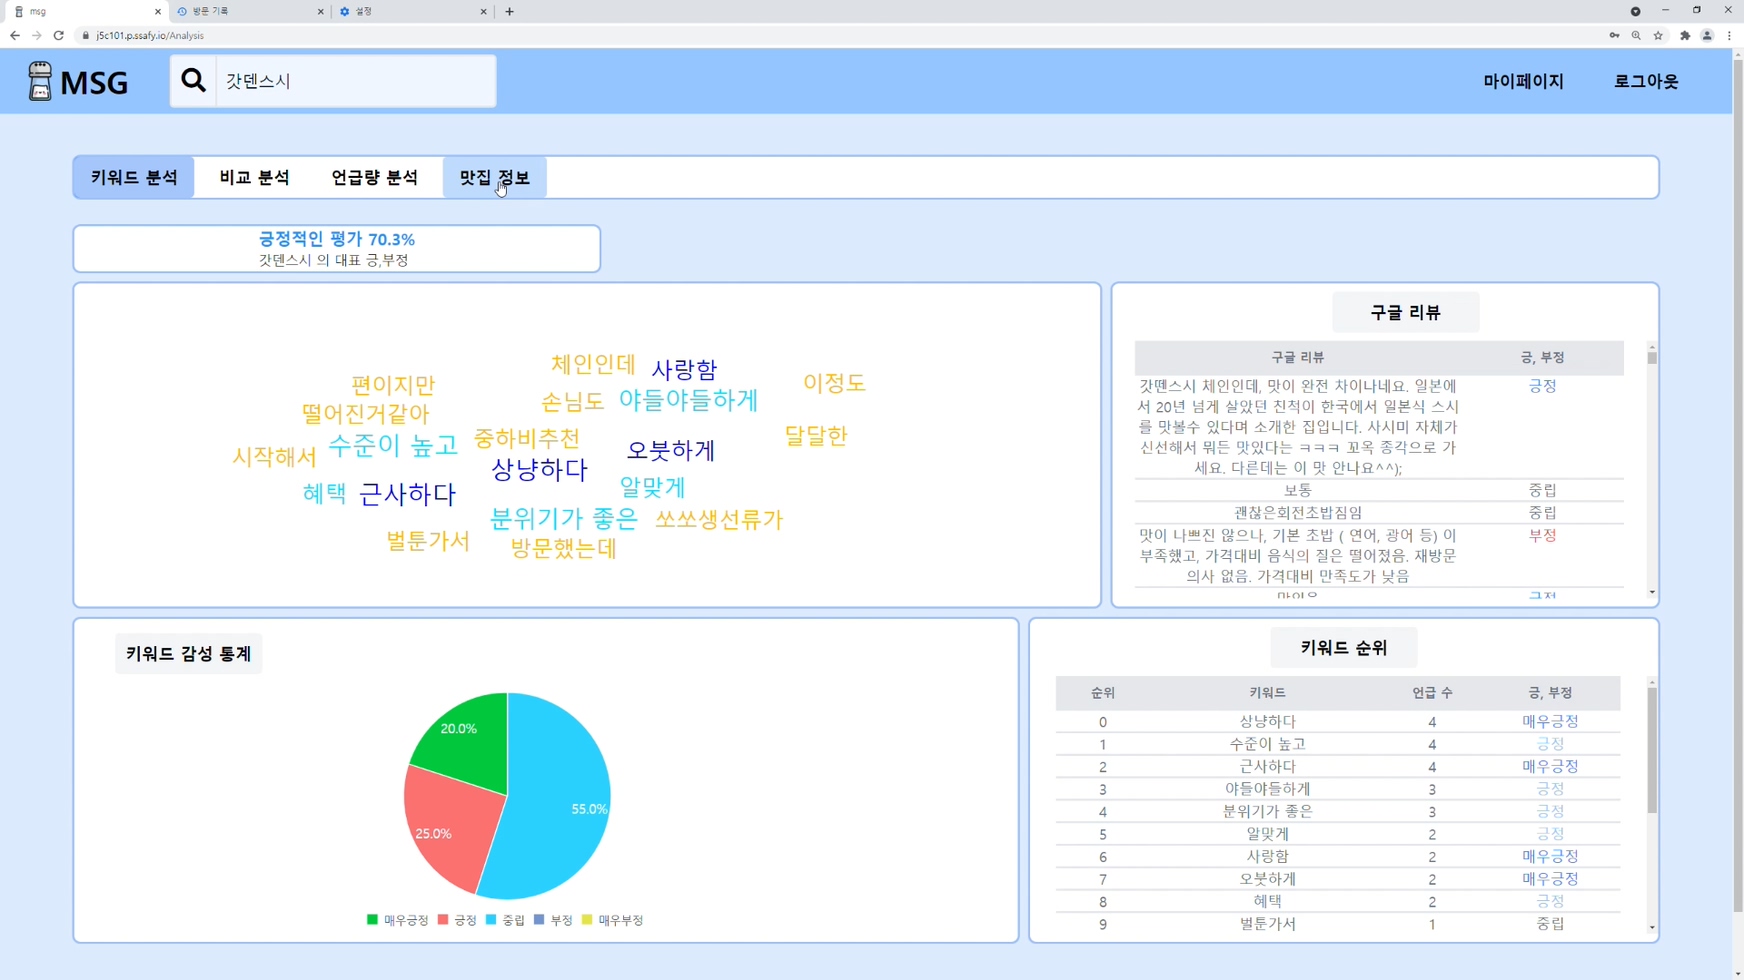 msg
방문 기록
설정
j5c101.p.ssafy.io/Analysis
MSG
갓덴스시
마이페이지
로그아웃
키워드 분석
비교 분석
언급량 분석
맛집 정보
긍정적인 평가 70.3%
갓덴스시 의 대표 긍,부정
체인인데
사랑함
편이지만
이정도
손님도
야들야들하게
떨어진거같아
수준이 높고
중하비추천
달달한
시작해서
오붓하게
상냥하다
혜택
근사하다
알맞게
분위기가 좋은
쏘쏘생선류가
벌툰가서
방문했는데
구글 리뷰
구글 리뷰 긍, 부정
갓뗀스시 체인인데, 맛이 완전 차이나네요. 일본에 긍정
서 20년 넘게 살았던 친척이 한국에서 일본식 스시
를 맛볼수 있다며 소개한 집입니다. 사시미 자체가
신선해서 뭐든 맛있다는 ㅋㅋㅋ 꼬옥 종각으로 가
세요. 다른데는 이 맛 안나요^^);
보통 중립
괜찮은회전초밥짐임 중립
맛이 나쁘진 않으나, 기본 초밥 ( 연어, 광어 등) 이 부정
부족했고, 가격대비 음식의 질은 떨어졌음. 재방문
의사 없음. 가격대비 만족도가 낮음
키워드 감성 통계
20.0%
55.0%
25.0%
매우긍정 긍정 중립 부정 매우부정
키워드 순위
순위 키워드 언급 수 긍, 부정
0 상냥하다 4 매우긍정
1 수준이 높고 4 긍정
2 근사하다 4 매우긍정
3 야들야들하게 3 긍정
4 분위기가 좋은 3 긍정
5 알맞게 2 긍정
6 사랑함 2 매우긍정
7 오붓하게 2 매우긍정
8 혜택 2 긍정
9 벌툰가서 1 중립